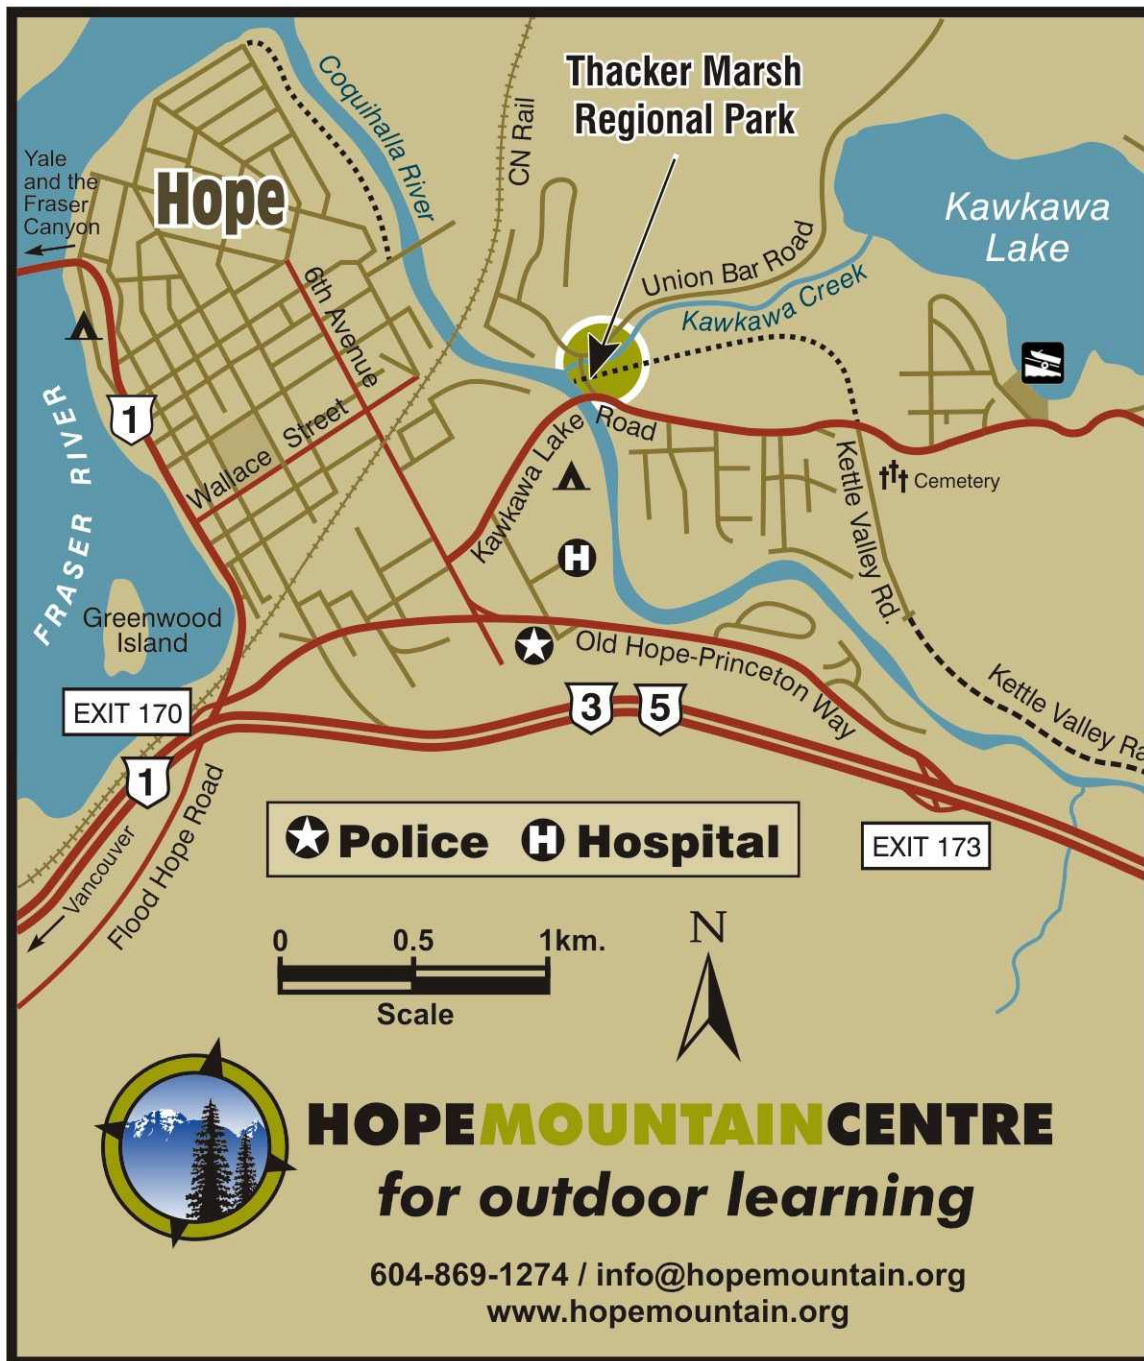 Thacker Marsh
Regional Park
Coquihalla River
CN Rail
Yale
and the
Fraser
Canyon
Hope
Kawkawa
Lake
Union Bar Road
Kawkawa Creek
6th Avenue
1
Wallace Street
Kawkawa Lake Road
FRASER RIVER
Kettle Valley Rd.
Cemetery
H
Greenwood
Island
Old Hope-Princeton Way
Kettle Valley Ra
EXIT 170
3
5
1
Vancouver
Flood Hope Road
Police
H Hospital
EXIT 173
0 0.5 1km.
Scale
N
HOPEMOUNTAINCENTRE
for outdoor learning
604-869-1274 / info@hopemountain.org
www.hopemountain.org